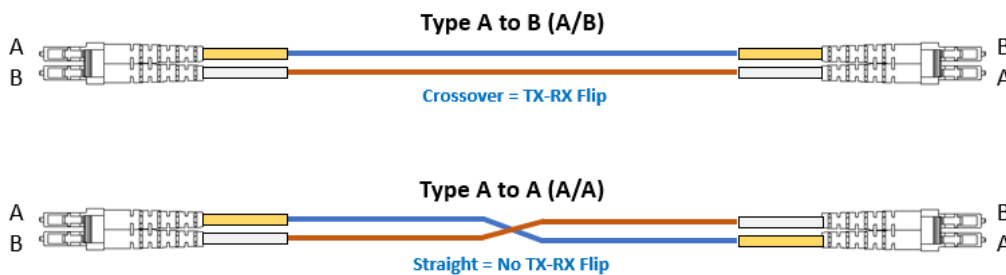 Type A to B (A/B)
A B
B A
Crossover = TX-RX Flip
Type A to A (A/A)
A B
B A
Straight = No TX-RX Flip